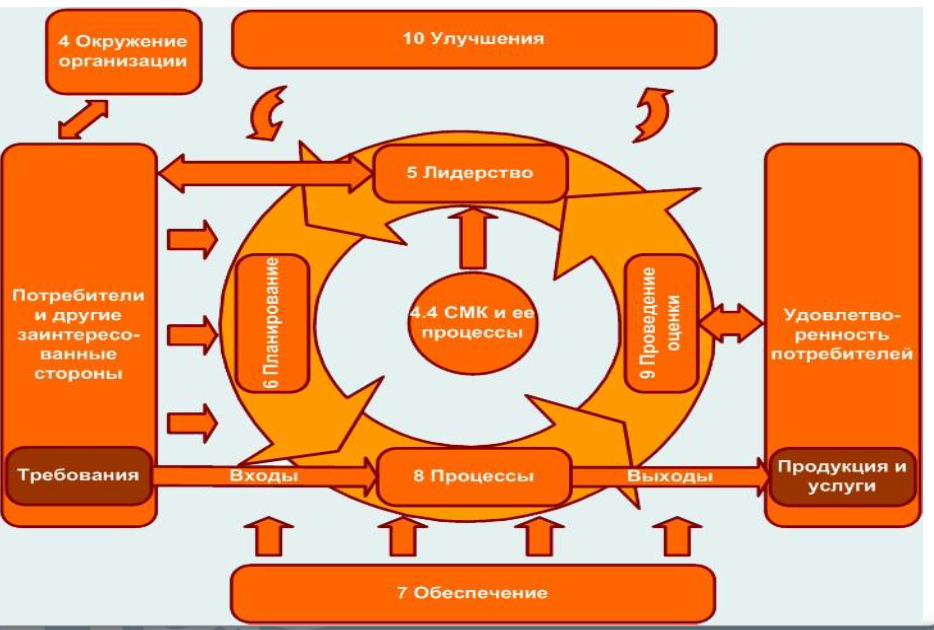 4 Окружение
организации
10 Улучшения
5 Лидерство
Потребители
и другие
заинтересо-
ванные
стороны
6 Планирование
4.4 СМК и ее
процессы
9 Проведение
оценки
Удовлетво-
ренность
потребителей
Требования
Входы
8 Процессы
Выходы
Продукция и
услуги
7 Обеспечение